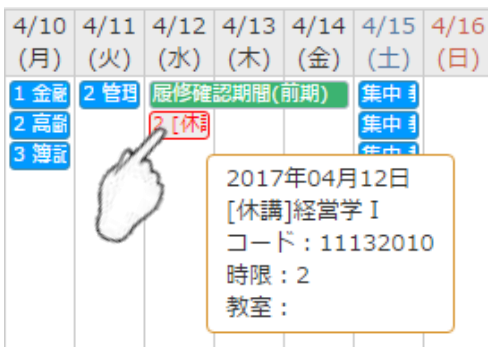 4/10 4/11 4/12 4/13 4/14 4/15 4/16
(月) (火) (水) (木) (金) (土) (日)
1 金融 2 管理 履修確認期間(前期) 集中
2 高齢 2 [休講 集中
3 簿記 集中
2017年04月12日
[休講]経営学Ⅰ
コード:11132010
時限:2
教室: